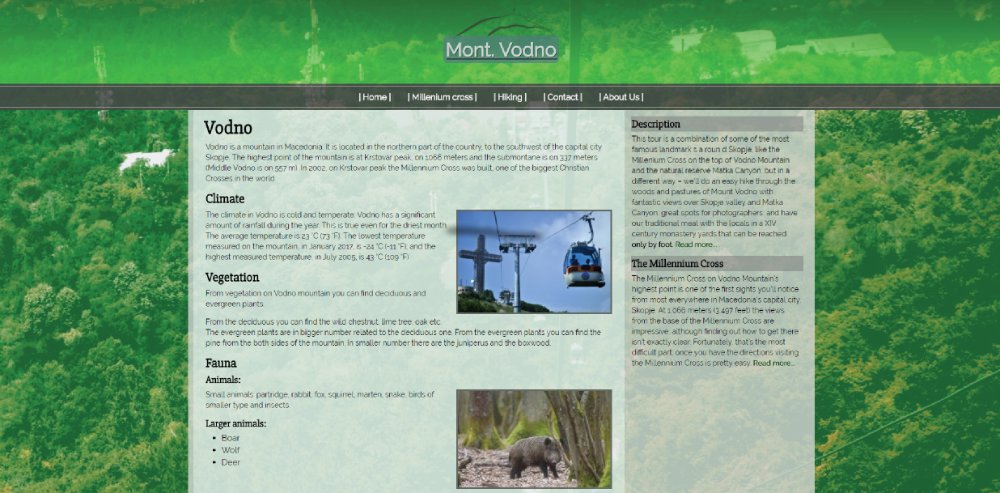 Mont. Vodno
| Home | | Millenium cross | | Hiking | | Contact | | About Us |
Vodno
Vodno is a mountain in Macedonia. It is located in the northern part of the country, to the southwest of the capital city
Skopje. The highest point of the mountain is at Krstovar peak, on 1066 meters and the submontane is on 337 meters
(Middle Vodno is on 557 m). In 2002, on Krstovar peak the Millennium Cross was built, one of the biggest Christian
Crosses in the world.
Climate
The climate in Vodno is cold and temperate. Vodno has a significant
amount of rainfall during the year. This is true even for the driest month.
The average temperature is 23 °C (73 °F). The lowest temperature
measured on the mountain, in January 2017, is -24 °C (-11 °F), and the
highest measured temperature, in July 2005, is 43 °C (109 °F)
Vegetation
From vegetation on Vodno mountain you can find deciduous and
evergreen plants.
From the deciduous you can find the wild chestnut, lime tree, oak etc.
The evergreen plants are in bigger number related to the deciduous one. From the evergreen plants you can find the
pine from the both sides of the mountain. In smaller number there are the juniperus and the boxwood.
Fauna
Animals:
Small animals: partridge, rabbit, fox, squirrel, marten, snake, birds of
smaller type and insects.
Larger animals:
• Boar
• Wolf
• Deer
Description
This tour is a combination of some of the most
famous landmark s a roun d Skopje, like the
Millenium Cross on the top of Vodno Mountain
and the natural reserve Matka Canyon, but in a
different way – we'll do an easy hike through the
woods and pastures of Mount Vodno with
fantastic views over Skopje valley and Matka
Canyon, great spots for photographers, and have
our traditional meal with the locals in a XIV
century monastery yards that can be reached
only by foot. Read more...
The Millennium Cross
The Millennium Cross on Vodno Mountain's
highest point is one of the first sights you'll notice
from most everywhere in Macedonia's capital city,
Skopje. At 1,066 meters (3,497 feet) the views
from the base of the Millennium Cross are
impressive, although finding out how to get there
isn't exactly clear. Fortunately, that's the most
difficult part; once you have the directions visiting
the Millennium Cross is pretty easy. Read more...